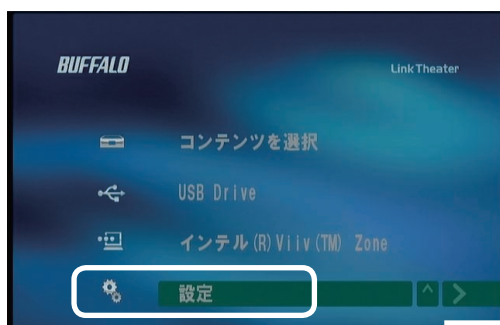 BUFFALO
LinkTheater
コンテンツを選択
USB Drive
インテル(R)Viiv(TM) Zone
設定